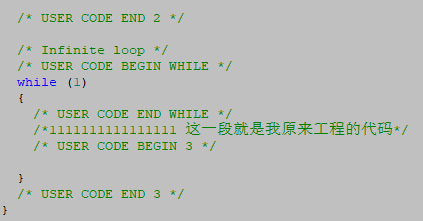 /* USER CODE END 2 */
/* Infinite loop */
/* USER CODE BEGIN WHILE */
while (1)
{
/* USER CODE END WHILE */
/*1111111111111111 这一段就是我原来工程的代码*/
/* USER CODE BEGIN 3 */
}
/* USER CODE END 3 */
}